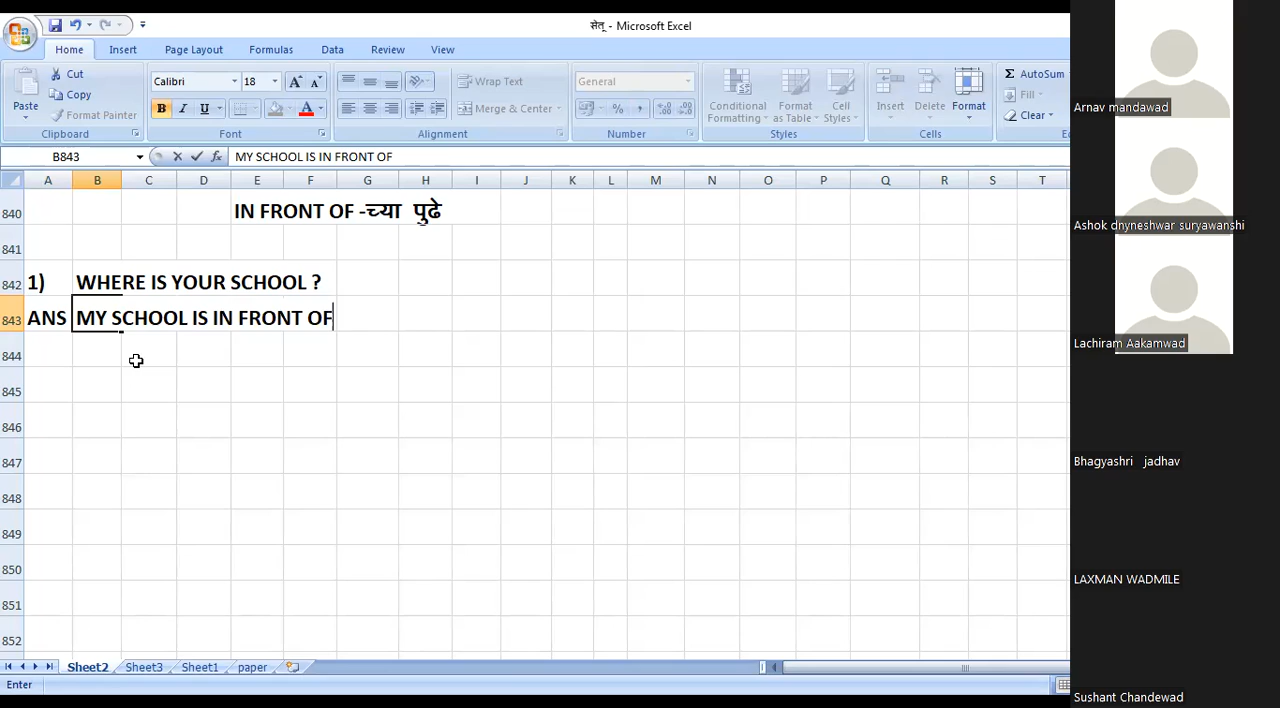 सेतू - Microsoft Excel
Home Insert Page Layout Formulas Data Review View
Paste Cut Copy Format Painter Clipboard
Calibri 18 Font
Wrap Text Merge & Center Alignment
General Number
Conditional Formatting Format as Table Cell Styles Styles
Insert Delete Format Cells
AutoSum Fill Clear
B843 MY SCHOOL IS IN FRONT OF
A B C D E F G H I J K L M N O P Q R S T
840 IN FRONT OF -च्या पुढे
841
842 1) WHERE IS YOUR SCHOOL ?
843 ANS MY SCHOOL IS IN FRONT OF
844
845
846
847
848
849
850
851
852
Sheet2 Sheet3 Sheet1 paper
Enter
Arnav mandawad
Ashok dnyneshwar suryawanshi
Lachiram Aakamwad
Bhagyashri jadhav
LAXMAN WADMILE
Sushant Chandewad